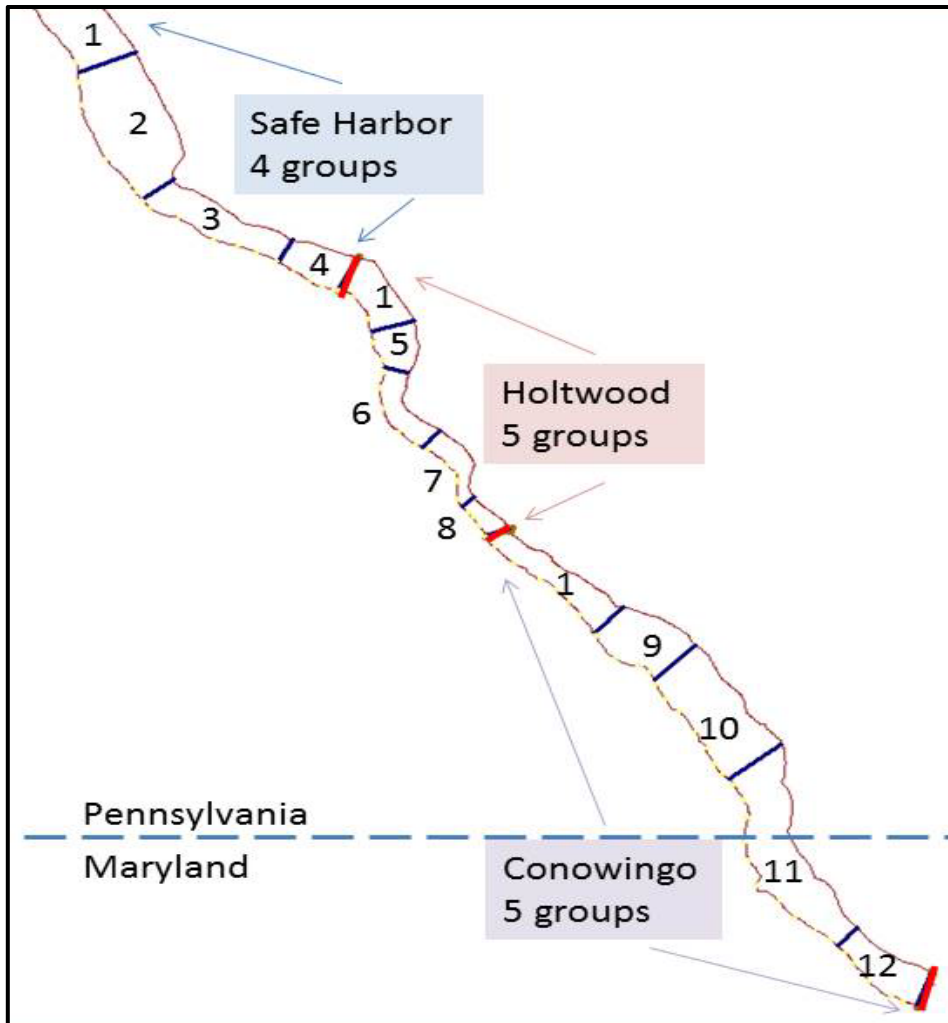 1
2
Safe Harbor
4 groups
3
4
1
5
Holtwood
5 groups
6
7
8
1
9
10
Pennsylvania
Maryland
Conowingo
5 groups
11
12